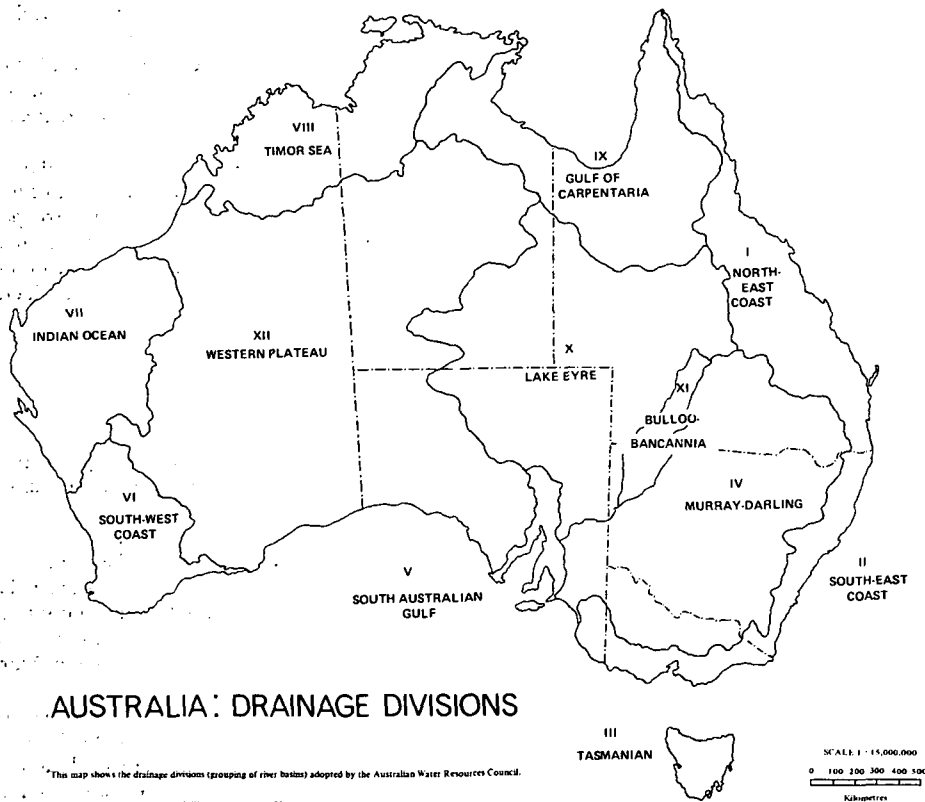 VIII
TIMOR SEA
IX
GULF OF
CARPENTARIA
I
NORTH-
EAST
COAST
VII
INDIAN OCEAN
XII
WESTERN PLATEAU
X
LAKE EYRE
XI
BULLOO-
BANCANNIA
VI
SOUTH-WEST
COAST
IV
MURRAY-DARLING
V
SOUTH AUSTRALIAN
GULF
II
SOUTH-EAST
COAST
AUSTRALIA: DRAINAGE DIVISIONS
III
TASMANIAN
SCALE 1 : 15,000,000
0 100 200 300 400 500
Kilometres
*This map shows the drainage divisions (grouping of river basins) adopted by the Australian Water Resources Council.